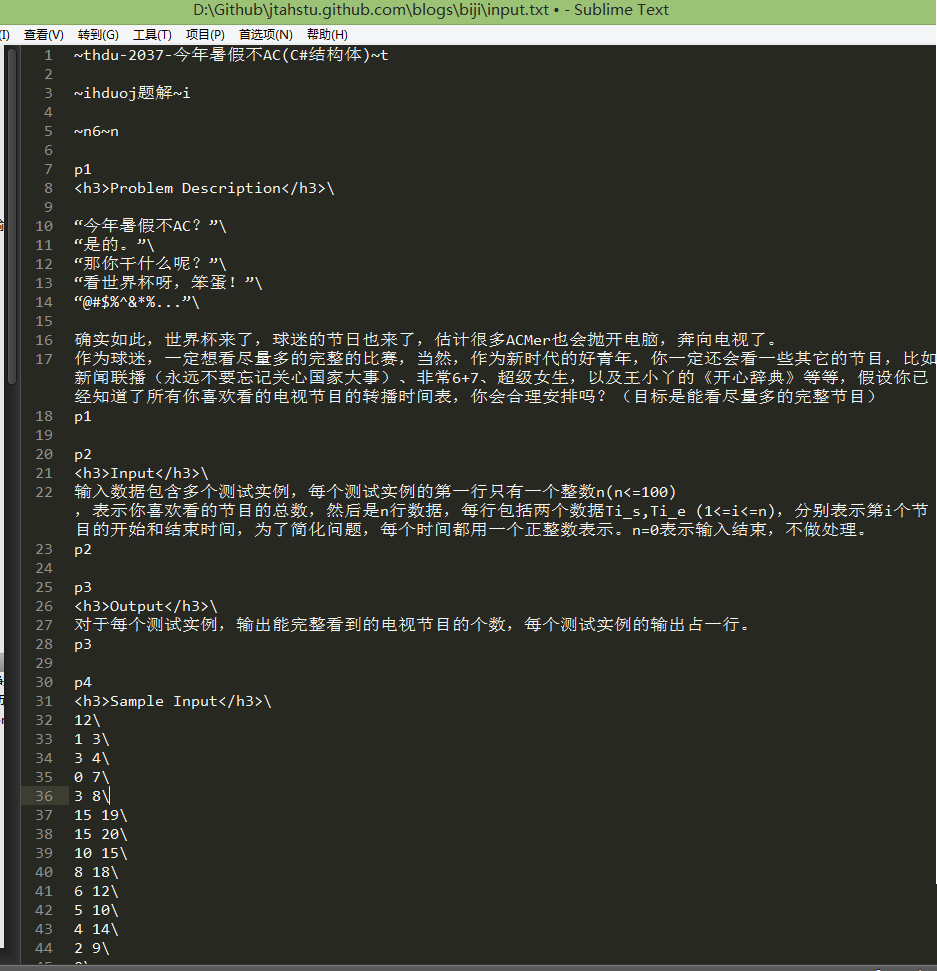 D:\Github\jtahstu.github.com\blogs\biji\input.txt • - Sublime Text
(I) 查看(V) 转到(G) 工具(T) 项目(P) 首选项(N) 帮助(H)
1 ~thdu-2037-今年暑假不AC(C#结构体)~t
2
3 ~ihduoj题解~i
4
5 ~n6~n
6
7 p1
8 <h3>Problem Description</h3>\
9
10 “今年暑假不AC？”\
11 “是的。”\
12 “那你干什么呢？”\
13 “看世界杯呀，笨蛋！”\
14 “@#$%^&*%...”\
15
16 确实如此，世界杯来了，球迷的节日也来了，估计很多ACMer也会抛开电脑，奔向电视了。
17 作为球迷，一定想看尽量多的完整的比赛，当然，作为新时代的好青年，你一定还会看一些其它的节目，比如
新闻联播（永远不要忘记关心国家大事）、非常6+7、超级女生，以及王小丫的《开心辞典》等等，假设你已
经知道了所有你喜欢看的电视节目的转播时间表，你会合理安排吗？（目标是能看尽量多的完整节目）
18 p1
19
20 p2
21 <h3>Input</h3>\
22 输入数据包含多个测试实例，每个测试实例的第一行只有一个整数n(n<=100)
，表示你喜欢看的节目的总数，然后是n行数据，每行包括两个数据Ti_s,Ti_e (1<=i<=n)，分别表示第i个节
目的开始和结束时间，为了简化问题，每个时间都用一个正整数表示。n=0表示输入结束，不做处理。
23 p2
24
25 p3
26 <h3>Output</h3>\
27 对于每个测试实例，输出能完整看到的电视节目的个数，每个测试实例的输出占一行。
28 p3
29
30 p4
31 <h3>Sample Input</h3>\
32 12\
33 1 3\
34 3 4\
35 0 7\
36 3 8\
37 15 19\
38 15 20\
39 10 15\
40 8 18\
41 6 12\
42 5 10\
43 4 14\
44 2 9\